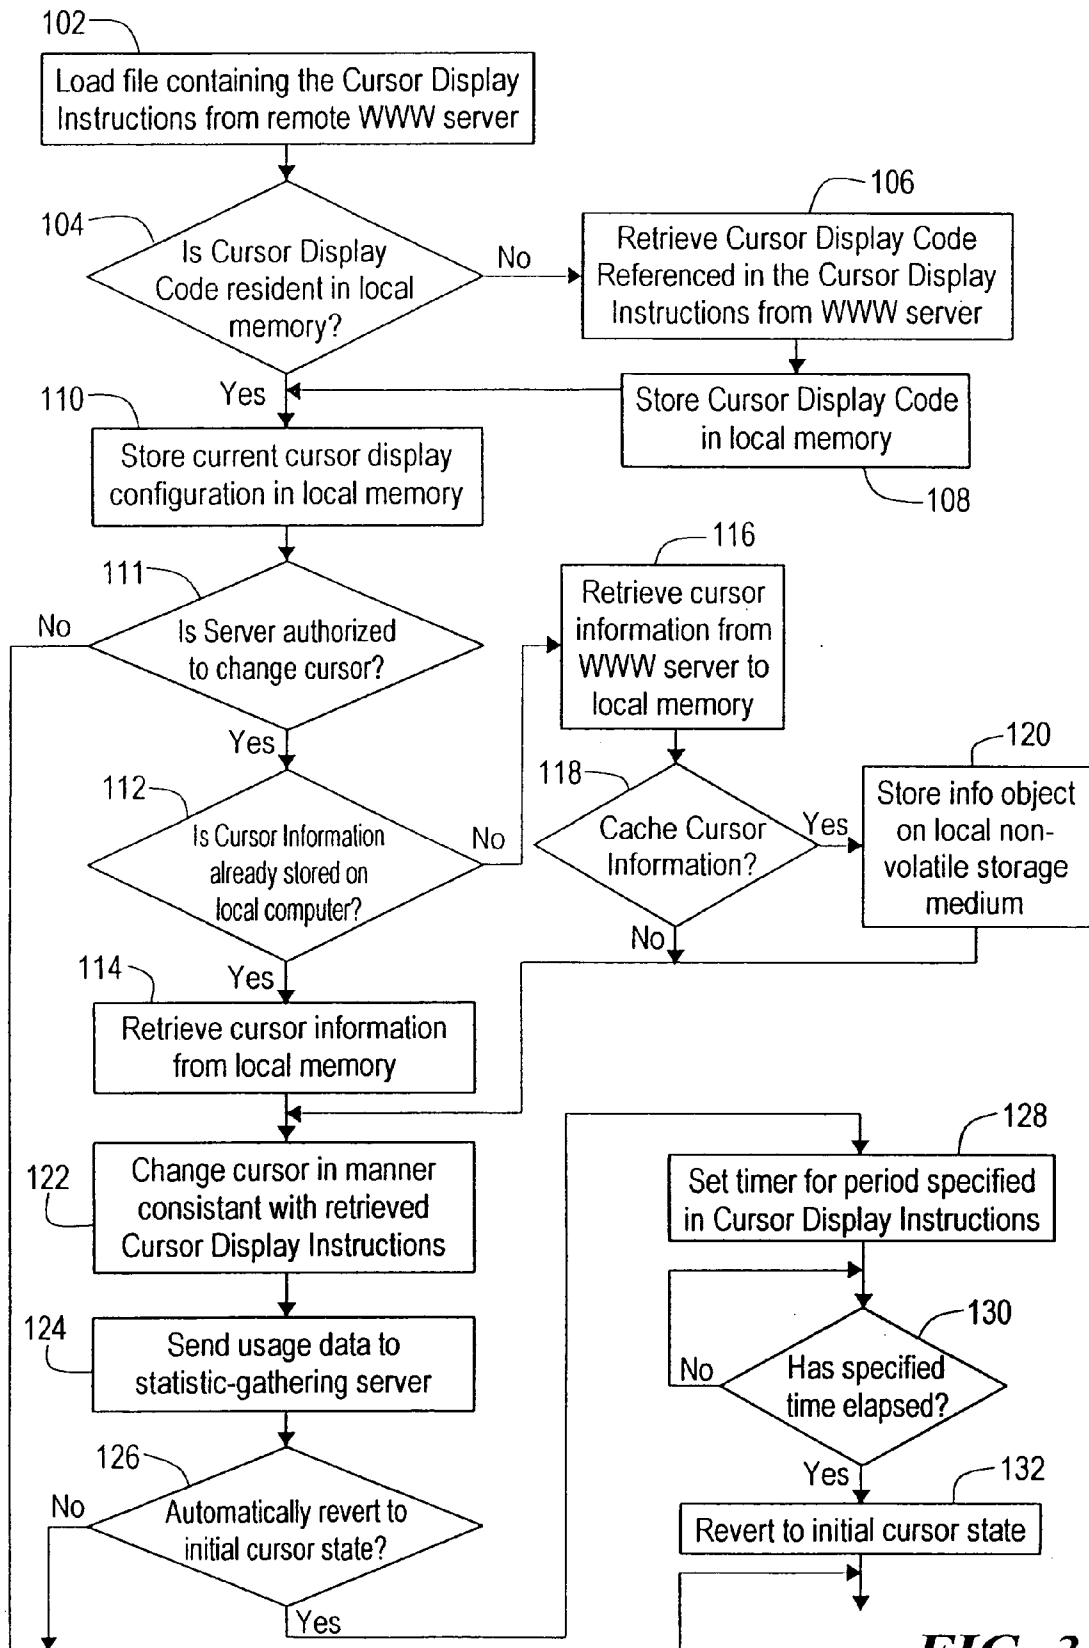 102
Load file containing the Cursor Display
Instructions from remote WWW server
104
Is Cursor Display
Code resident in local
memory?
No
106
Retrieve Cursor Display Code
Referenced in the Cursor Display
Instructions from WWW server
Yes
Store Cursor Display Code
in local memory
108
110
Store current cursor display
configuration in local memory
111
No
Is Server authorized
to change cursor?
Yes
116
Retrieve cursor
information from
WWW server to
local memory
112
Is Cursor Information
already stored on
local computer?
No
118
Cache Cursor
Information?
Yes
120
Store info object
on local non-
volatile storage
medium
No
Yes
114
Retrieve cursor information
from local memory
122
Change cursor in manner
consistant with retrieved
Cursor Display Instructions
124
Send usage data to
statistic-gathering server
126
No
Automatically revert to
initial cursor state?
Yes
128
Set timer for period specified
in Cursor Display Instructions
130
No
Has specified
time elapsed?
Yes
132
Revert to initial cursor state
FIG. 3